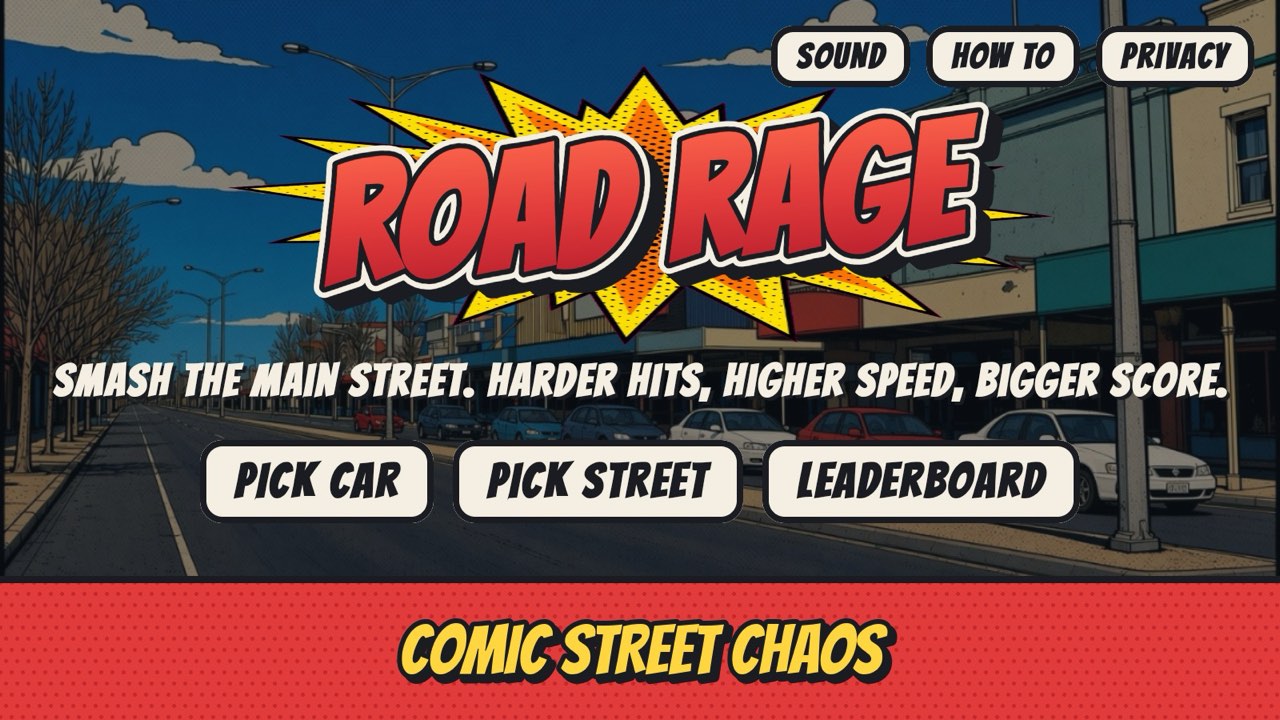 SOUND
HOW TO
PRIVACY
ROAD RAGE
SMASH THE MAIN STREET. HARDER HITS, HIGHER SPEED, BIGGER SCORE.
PICK CAR
PICK STREET
LEADERBOARD
COMIC STREET CHAOS